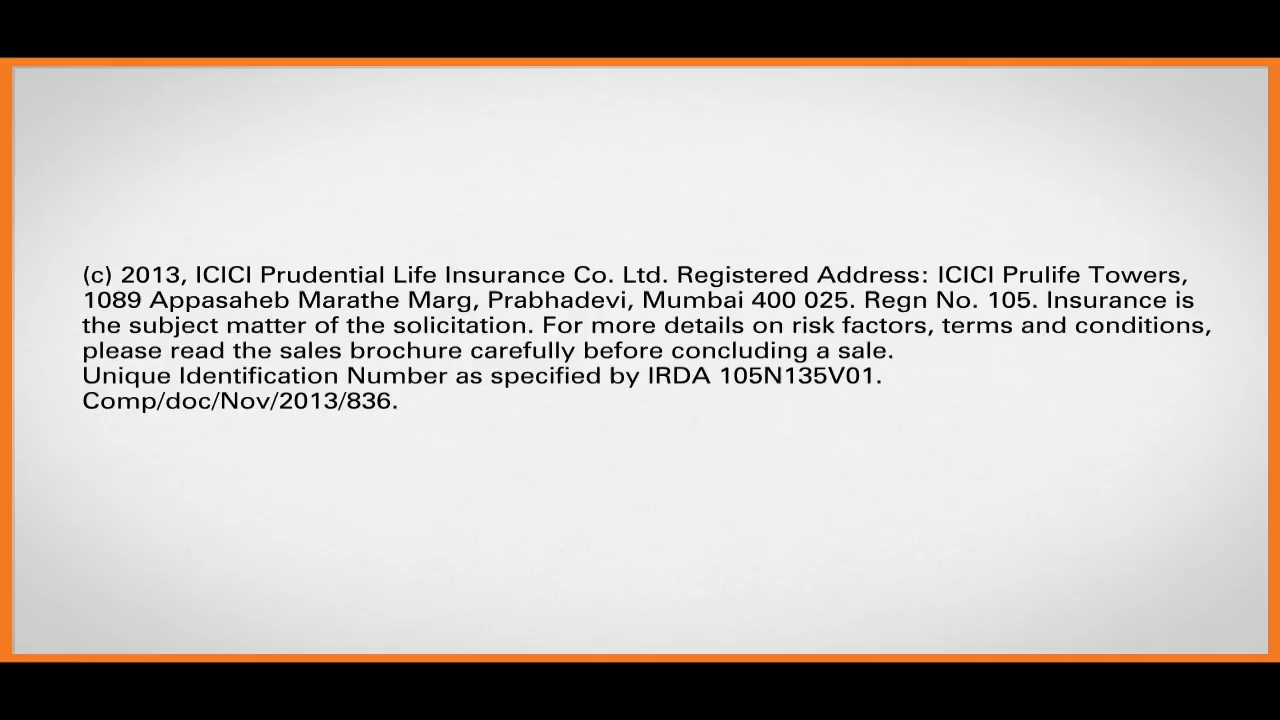 (c) 2013, ICICI Prudential Life Insurance Co. Ltd. Registered Address: ICICI Prulife Towers,
1089 Appasaheb Marathe Marg, Prabhadevi, Mumbai 400 025. Regn No. 105. Insurance is
the subject matter of the solicitation. For more details on risk factors, terms and conditions,
please read the sales brochure carefully before concluding a sale.
Unique Identification Number as specified by IRDA 105N135V01.
Comp/doc/Nov/2013/836.